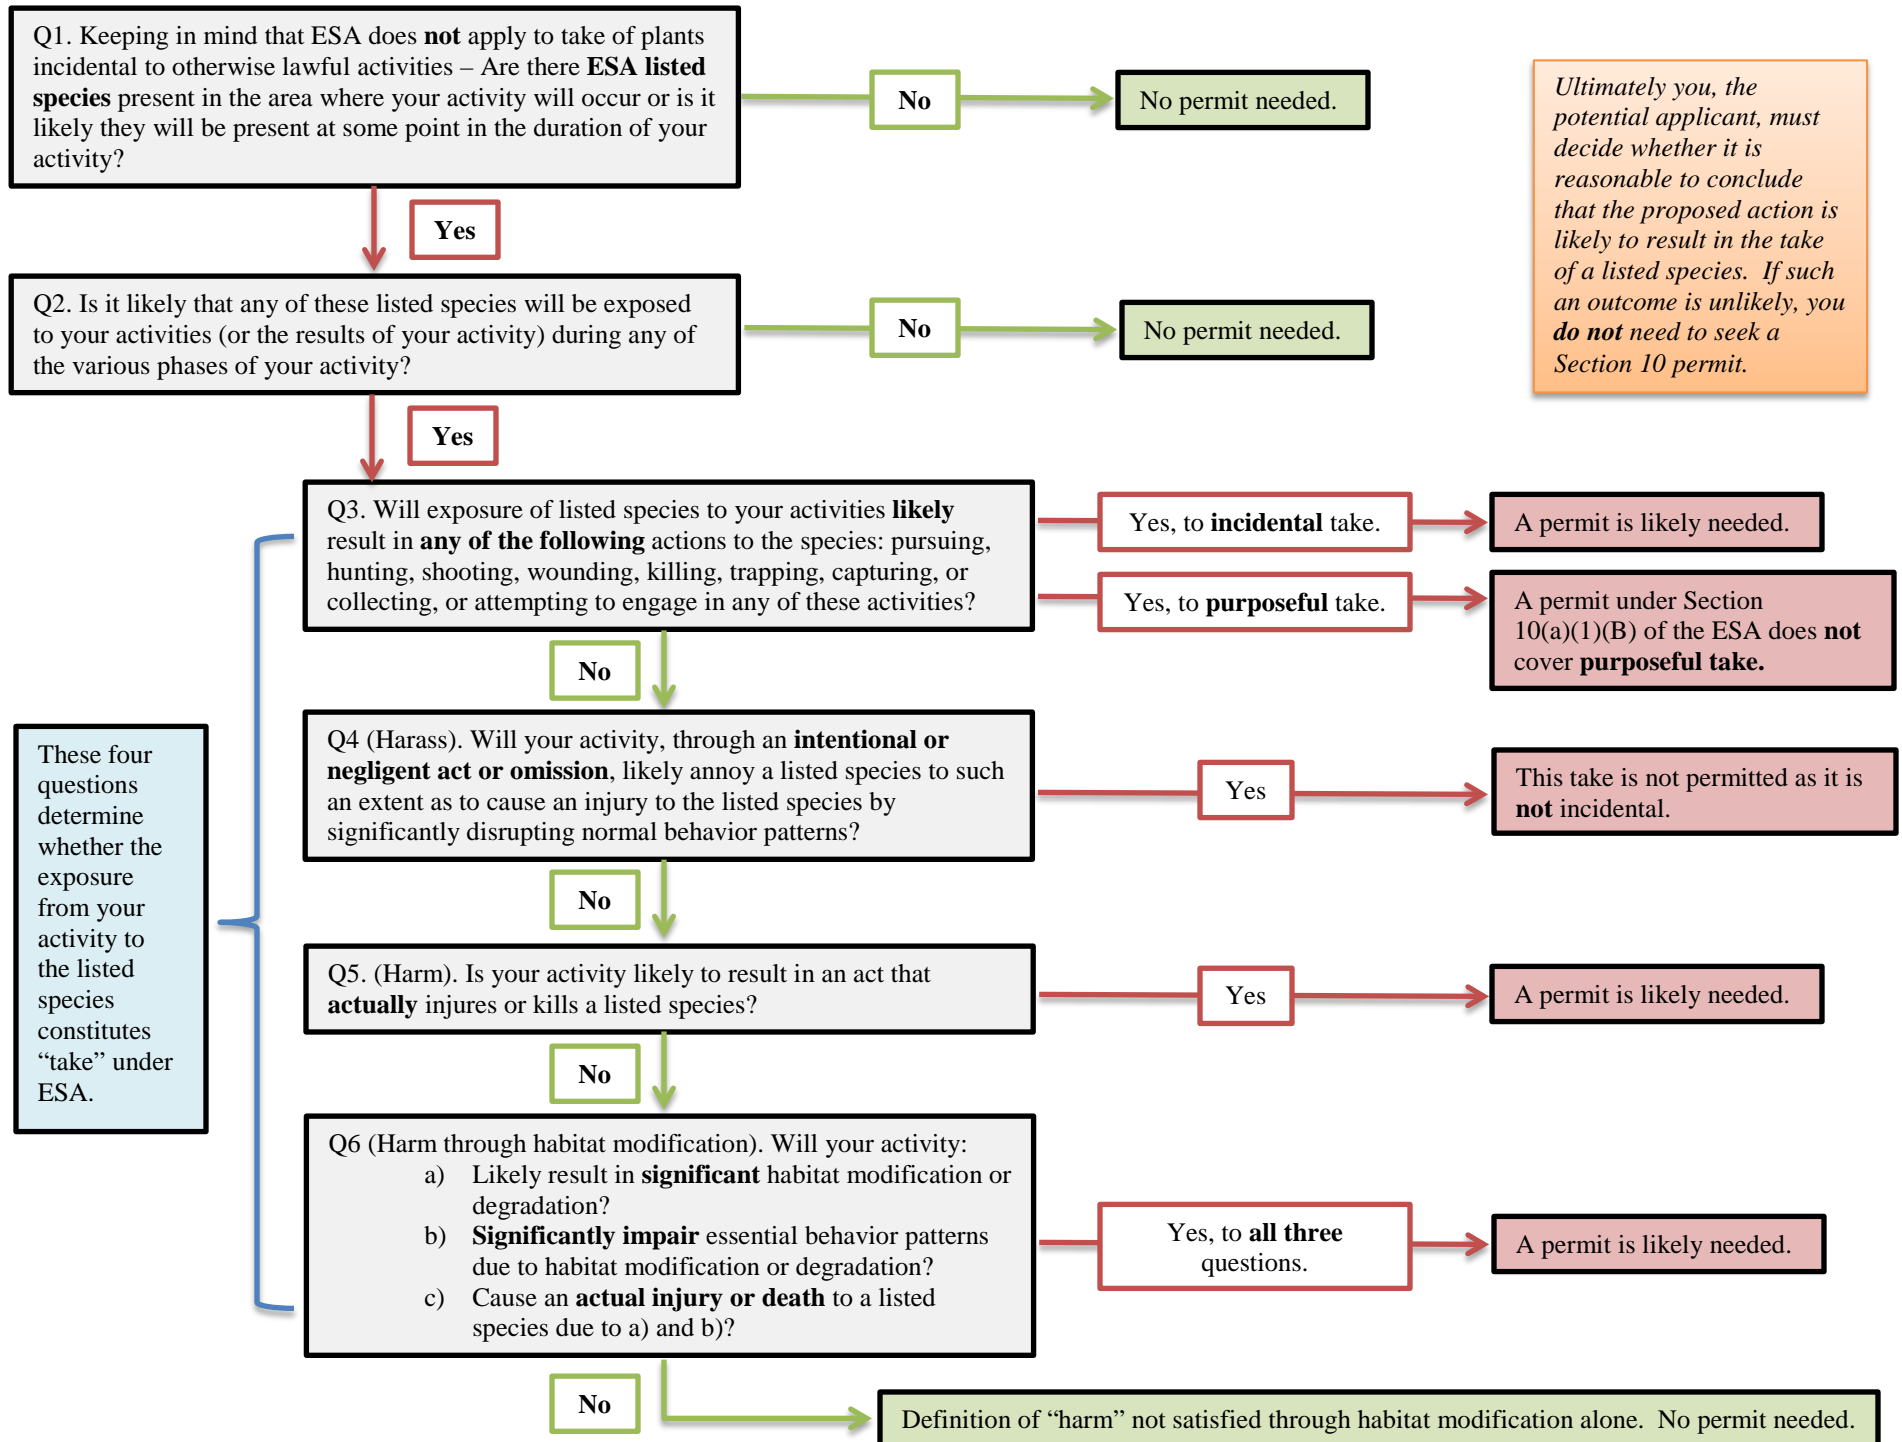 Q1. Keeping in mind that ESA does not apply to take of plants
incidental to otherwise lawful activities – Are there ESA listed
species present in the area where your activity will occur or is it
likely they will be present at some point in the duration of your
activity?
No
No permit needed.
Ultimately you, the
potential applicant, must
decide whether it is
reasonable to conclude
that the proposed action is
likely to result in the take
of a listed species.  If such
an outcome is unlikely, you
do not need to seek a
Section 10 permit.
Yes
Q2. Is it likely that any of these listed species will be exposed
to your activities (or the results of your activity) during any of
the various phases of your activity?
No
No permit needed.
Yes
Q3. Will exposure of listed species to your activities likely
result in any of the following actions to the species: pursuing,
hunting, shooting, wounding, killing, trapping, capturing, or
collecting, or attempting to engage in any of these activities?
Yes, to incidental take.
A permit is likely needed.
Yes, to purposeful take.
A permit under Section
10(a)(1)(B) of the ESA does not
cover purposeful take.
No
These four
questions
determine
whether the
exposure
from your
activity to
the listed
species
constitutes
“take” under
ESA.
Q4 (Harass). Will your activity, through an intentional or
negligent act or omission, likely annoy a listed species to such
an extent as to cause an injury to the listed species by
significantly disrupting normal behavior patterns?
Yes
This take is not permitted as it is
not incidental.
No
Q5. (Harm). Is your activity likely to result in an act that
actually injures or kills a listed species?
Yes
A permit is likely needed.
No
Q6 (Harm through habitat modification). Will your activity:
a) Likely result in significant habitat modification or
degradation?
b) Significantly impair essential behavior patterns
due to habitat modification or degradation?
c) Cause an actual injury or death to a listed
species due to a) and b)?
Yes, to all three
questions.
A permit is likely needed.
No
Definition of “harm” not satisfied through habitat modification alone.  No permit needed.